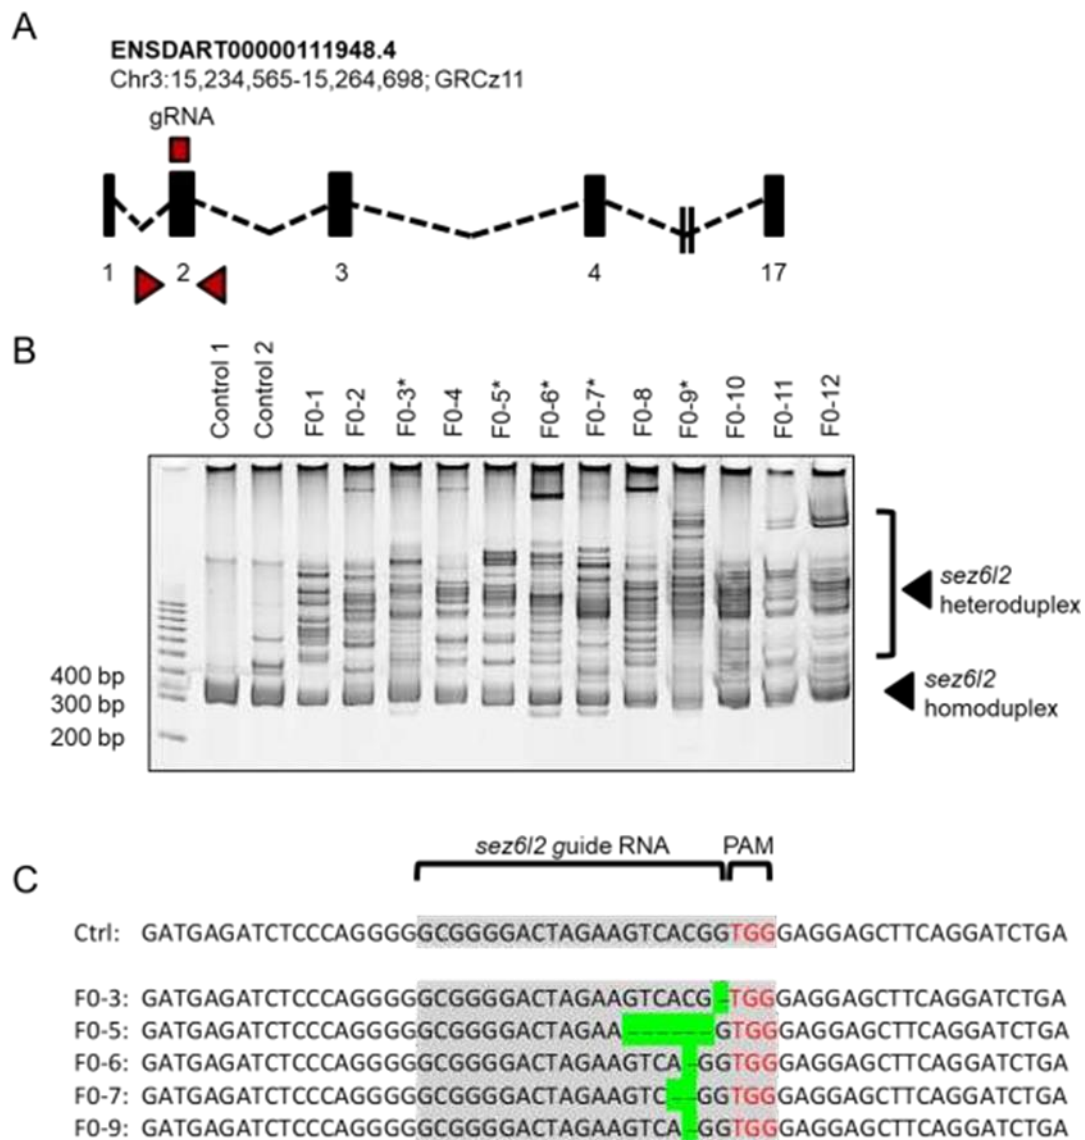 A
ENSDART00000111948.4
Chr3:15,234,565-15,264,698; GRCz11
gRNA
1 2 3 4 17
B
Control 1 Control 2 F0-1 F0-2 F0-3* F0-4 F0-5* F0-6* F0-7* F0-8 F0-9* F0-10 F0-11 F0-12
400 bp
300 bp
200 bp
sez6l2
heteroduplex
sez6l2
homoduplex
C
sez6l2 guide RNA PAM
Ctrl: GATGAGATCTCCCAGGGGGCGGGGACTAGAAGTCACGGTGGGAGGAGCTTCAGGATCTGA
F0-3: GATGAGATCTCCCAGGGGGCGGGGACTAGAAGTCACG-TGGGAGGAGCTTCAGGATCTGA
F0-5: GATGAGATCTCCCAGGGGGCGGGGACTAGAA------GTGGGAGGAGCTTCAGGATCTGA
F0-6: GATGAGATCTCCCAGGGGGCGGGGACTAGAAGTCA-GGTGGGAGGAGCTTCAGGATCTGA
F0-7: GATGAGATCTCCCAGGGGGCGGGGACTAGAAGTC--GGTGGGAGGAGCTTCAGGATCTGA
F0-9: GATGAGATCTCCCAGGGGGCGGGGACTAGAAGTCA-GGTGGGAGGAGCTTCAGGATCTGA